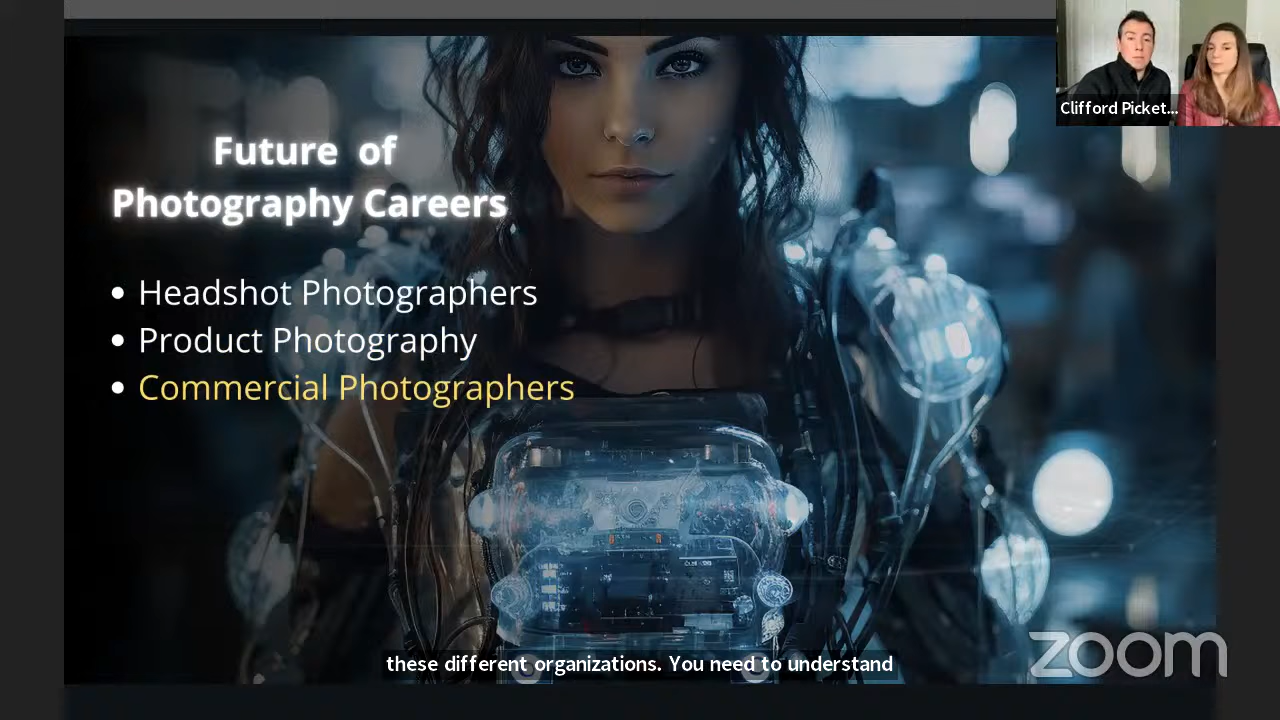 Clifford Picket...
Future of
Photography Careers
• Headshot Photographers
• Product Photography
• Commercial Photographers
these different organizations. You need to understand
zoom